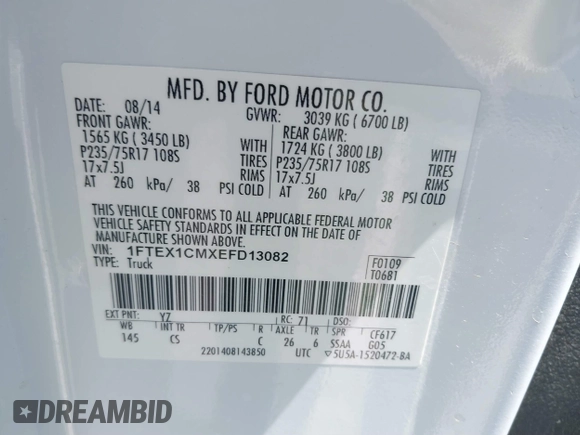 MFD. BY FORD MOTOR CO.
DATE: 08/14 GVWR: 3039 KG ( 6700 LB)
FRONT GAWR: REAR GAWR:
1565 KG ( 3450 LB) WITH 1724 KG ( 3800 LB) WITH
P235/75R17 108S TIRES P235/75R17 108S TIRES
17x7.5J RIMS 17x7.5J RIMS
AT 260 kPa/ 38 PSI COLD AT 260 kPa/ 38 PSI COLD
THIS VEHICLE CONFORMS TO ALL APPLICABLE FEDERAL MOTOR
VEHICLE SAFETY STANDARDS IN EFFECT ON THE DATE OF
MANUFACTURE SHOWN ABOVE.
VIN: 1FTEX1CMXEFD13082 F0109
TYPE: Truck T0681
EXT PNT: YZ RC: 71 DSO:
WB INT TR TP/PS R AXLE TR SPR CF617
145 CS C 26 6 SSAA G05
2201408143850 UTC ▽5U5A-1520472-BA
DREAMBID